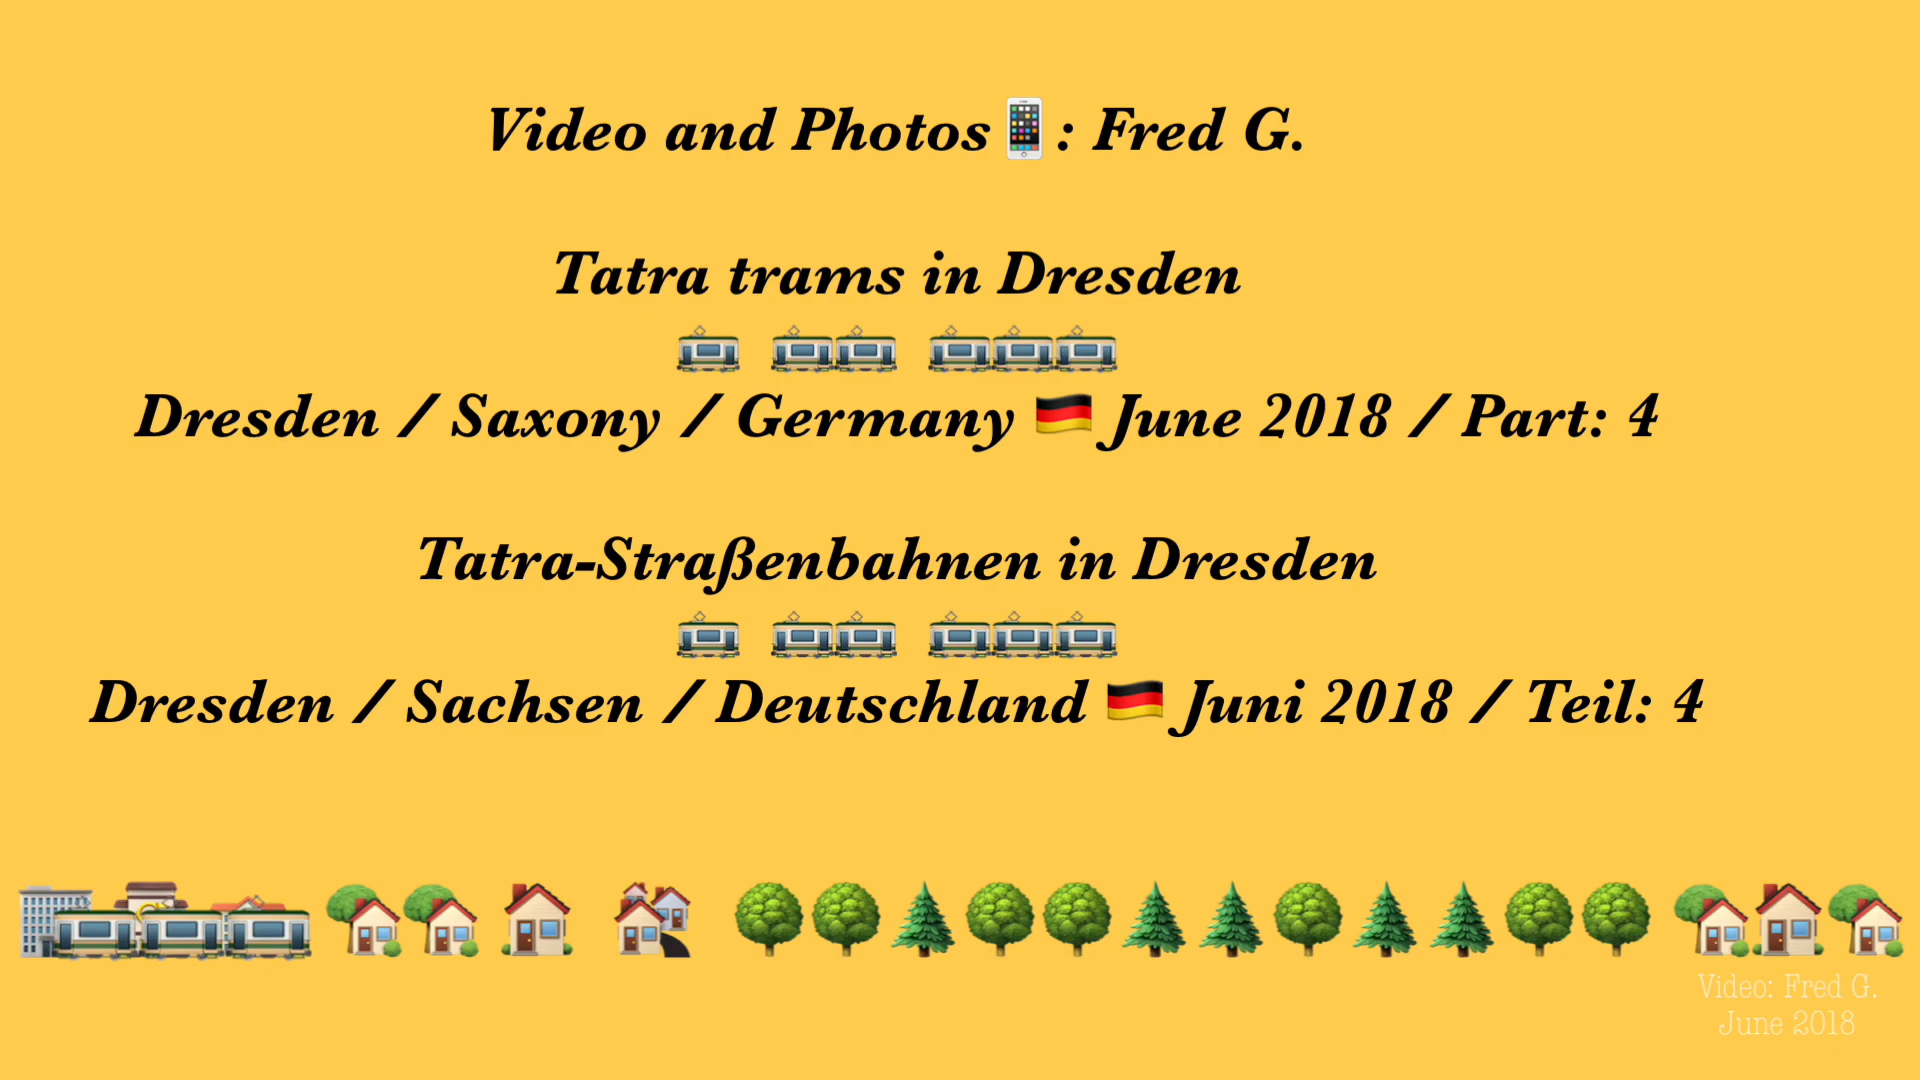 Video and Photos📱: Fred G.
Tatra trams in Dresden
🚋 🚋🚋 🚋🚋🚋
Dresden / Saxony / Germany 🇩🇪 June 2018 / Part: 4
Tatra-Straßenbahnen in Dresden
🚋 🚋🚋 🚋🚋🚋
Dresden / Sachsen / Deutschland 🇩🇪 Juni 2018 / Teil: 4
Video: Fred G.
June 2018